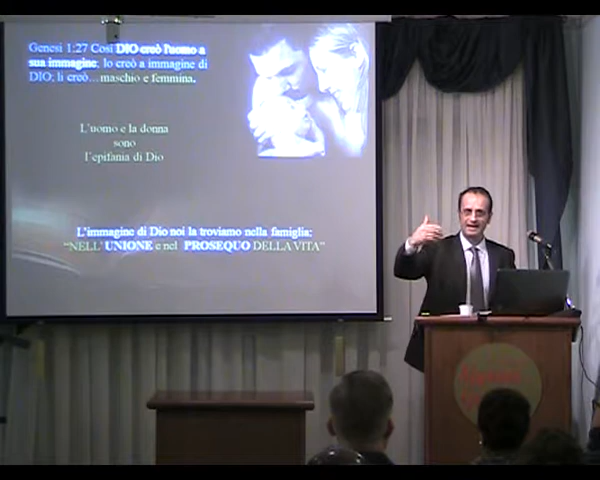 Genesi 1:27 Così DIO creò l'uomo a
sua immagine; lo creò a immagine di
DIO; li creò... maschio e femmina.
L'uomo e la donna
sono
l'epifania di Dio
L'immagine di Dio noi la troviamo nella famiglia:
"NELL' UNIONE e nel PROSEQUO DELLA VITA"